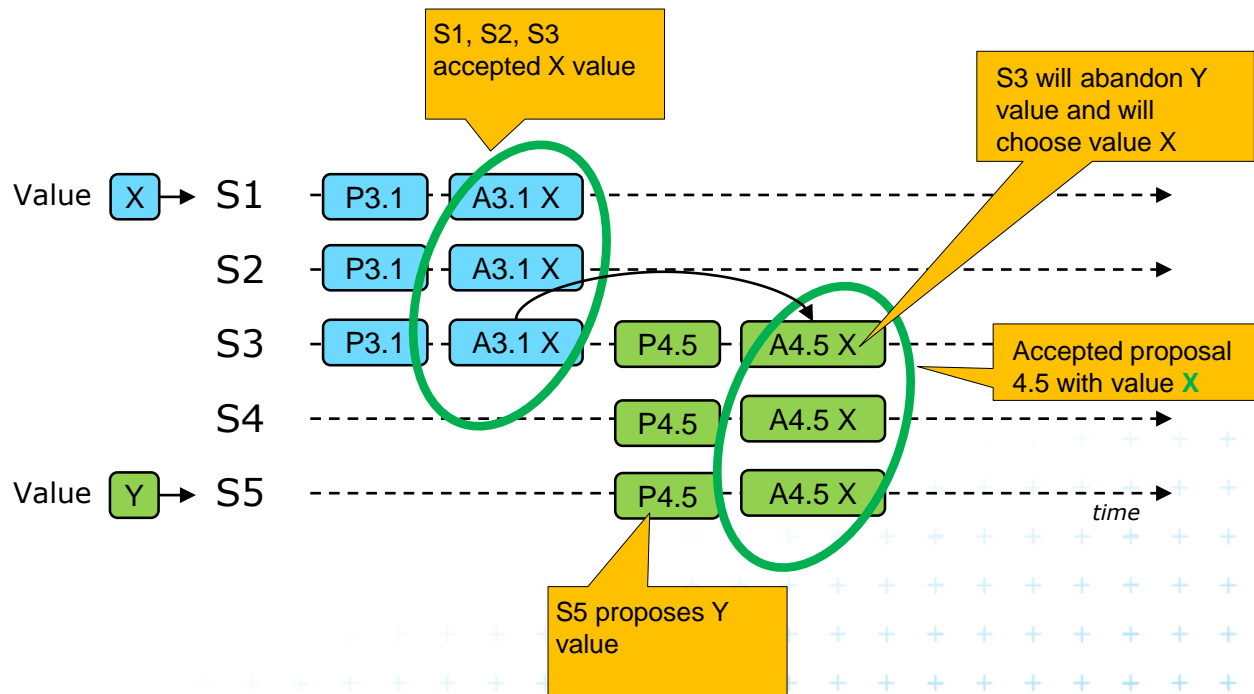 S1, S2, S3
accepted X value
S3 will abandon Y
value and will
choose value X
Value X S1 P3.1 A3.1 X
S2 P3.1 A3.1 X
S3 P3.1 A3.1 X P4.5 A4.5 X
Accepted proposal
4.5 with value X
S4 P4.5 A4.5 X
Value Y S5 P4.5 A4.5 X
time
S5 proposes Y
value